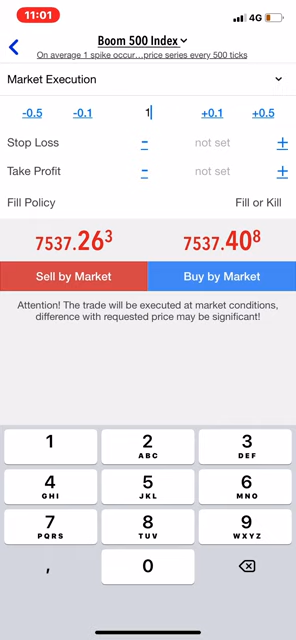 11:01
4G
Boom 500 Index
On average 1 spike occur...price series every 500 ticks
Market Execution
-0.5 -0.1 1 +0.1 +0.5
Stop Loss - not set +
Take Profit - not set +
Fill Policy Fill or Kill
7537.263 7537.408
Sell by Market Buy by Market
Attention! The trade will be executed at market conditions,
difference with requested price may be significant!
1 2 3
ABC DEF
4 5 6
GHI JKL MNO
7 8 9
PQRS TUV WXYZ
, 0